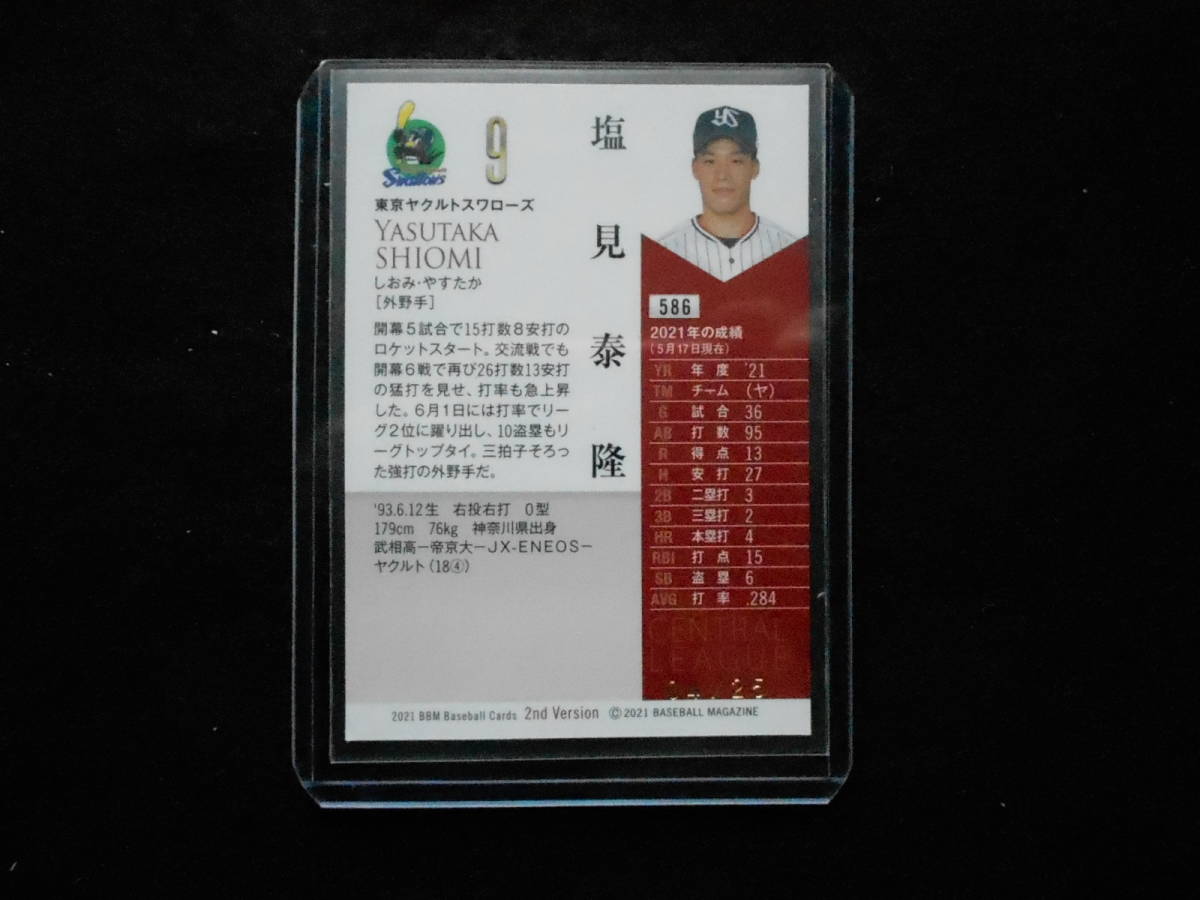 Swallows
9
東京ヤクルトスワローズ
YASUTAKA
SHIOMI
しおみ・やすたか
[外野手]
塩見泰隆
開幕5試合で15打数8安打の
ロケットスタート。交流戦でも
開幕6戦で再び26打数13安打
の猛打を見せ、打率も急上昇
した。6月1日には打率でリー
グ2位に躍り出し、10盗塁もリ
ーグトップタイ。三拍子そろっ
た強打の外野手だ。
'93.6.12生 右投右打 O型
179cm 76kg 神奈川県出身
武相高－帝京大－JX-ENEOS－
ヤクルト(18④)
YS
586
2021年の成績
(5月17日現在)
YR 年度 '21
TM チーム (ヤ)
G 試合 36
AB 打数 95
R 得点 13
H 安打 27
2B 二塁打 3
3B 三塁打 2
HR 本塁打 4
RBI 打点 15
SB 盗塁 6
AVG 打率 .284
CENTRAL
LEAGUE
/25
2021 BBM Baseball Cards 2nd Version ©2021 BASEBALL MAGAZINE